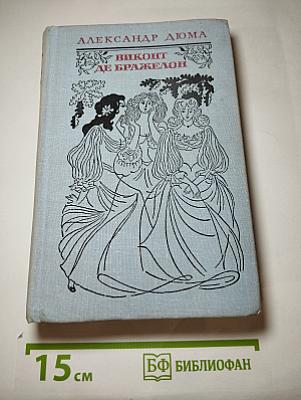 АЛЕКСАНДР ДЮМА
ВИКОНТ
ДЕ БРАЖЕЛОН
15 см
БФ БИБЛИОФАН